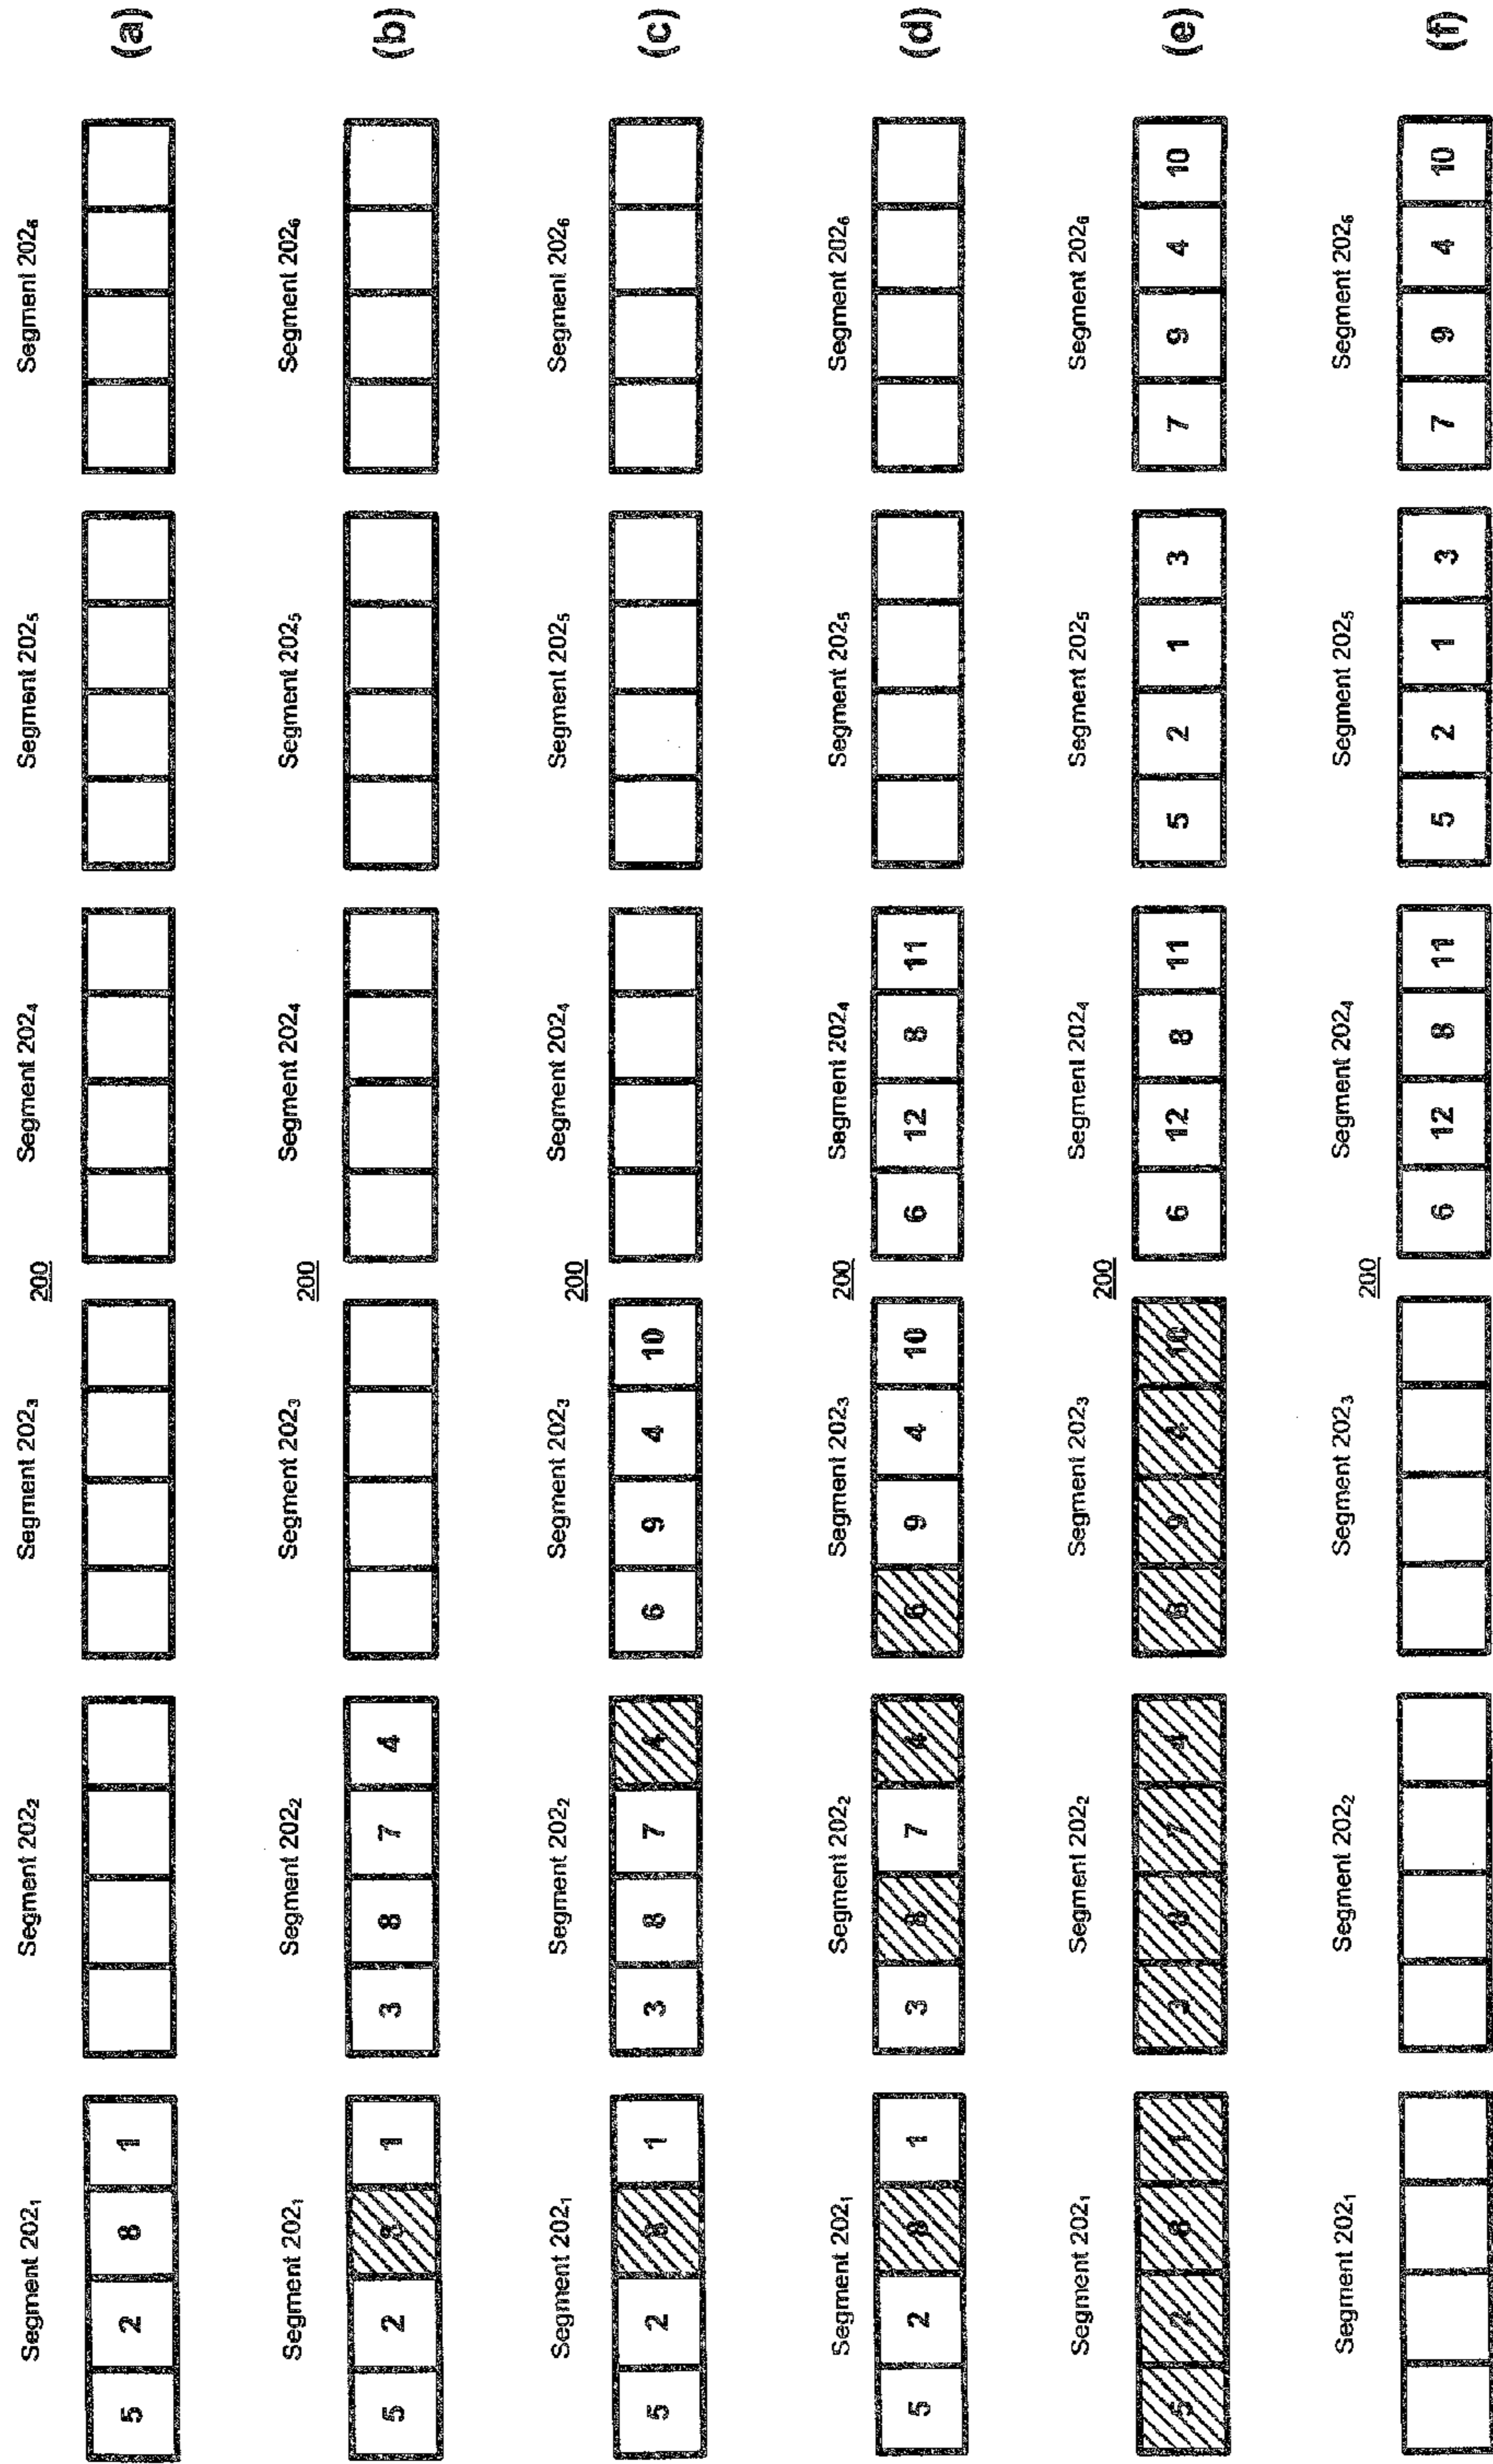 Segment 202₁ Segment 202₂ Segment 202₃ Segment 202₄ Segment 202₅ Segment 202₆
200
5 2 8 1 (a)
Segment 202₁ Segment 202₂ Segment 202₃ Segment 202₄ Segment 202₅ Segment 202₆
200
5 2 8 1 3 8 7 4 (b)
Segment 202₁ Segment 202₂ Segment 202₃ Segment 202₄ Segment 202₅ Segment 202₆
200
5 2 8 1 3 8 7 4 6 9 4 10 (c)
Segment 202₁ Segment 202₂ Segment 202₃ Segment 202₄ Segment 202₅ Segment 202₆
200
5 2 8 1 3 8 7 4 6 9 4 10 6 12 8 11 (d)
Segment 202₁ Segment 202₂ Segment 202₃ Segment 202₄ Segment 202₅ Segment 202₆
200
5 2 8 1 3 8 7 4 6 9 4 10 6 12 8 11 5 2 1 3 7 9 4 10 (e)
Segment 202₁ Segment 202₂ Segment 202₃ Segment 202₄ Segment 202₅ Segment 202₆
200
6 12 8 11 5 2 1 3 7 9 4 10 (f)